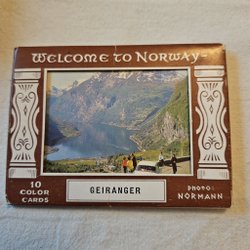 WELCOME TO NORWAY-
10
COLOR
CARDS
GEIRANGER
PHOTO:
NORMANN